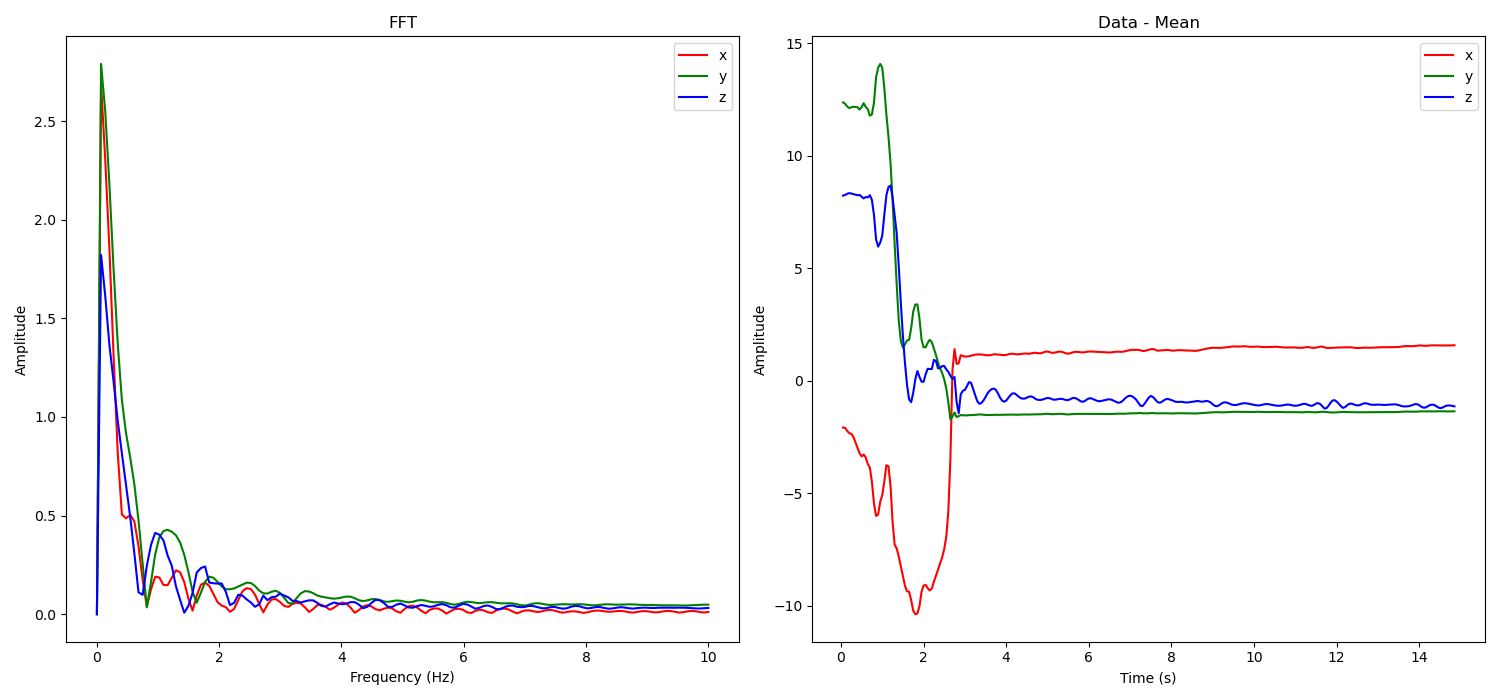 FFT
Amplitude
2.5
2.0
1.5
1.0
0.5
0.0
0 2 4 6 8 10
Frequency (Hz)
x
y
z
Data - Mean
Amplitude
15
10
5
0
−5
−10
0 2 4 6 8 10 12 14
Time (s)
x
y
z